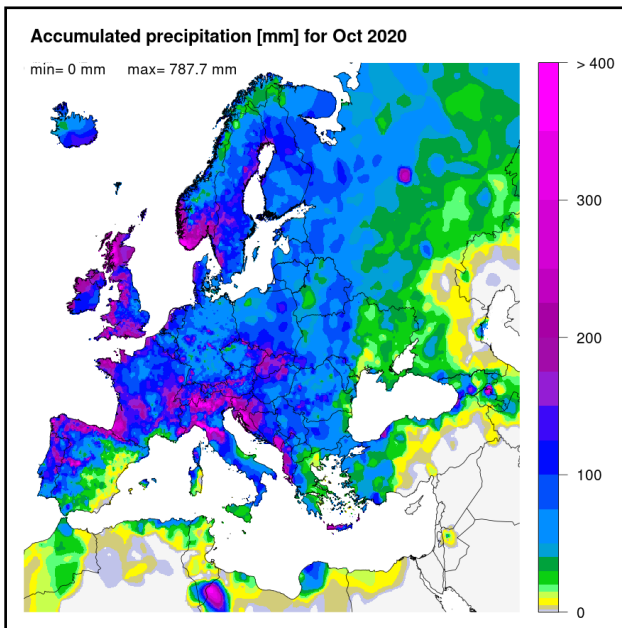 Accumulated precipitation [mm] for Oct 2020
min= 0 mm max= 787.7 mm
> 400
300
200
100
0